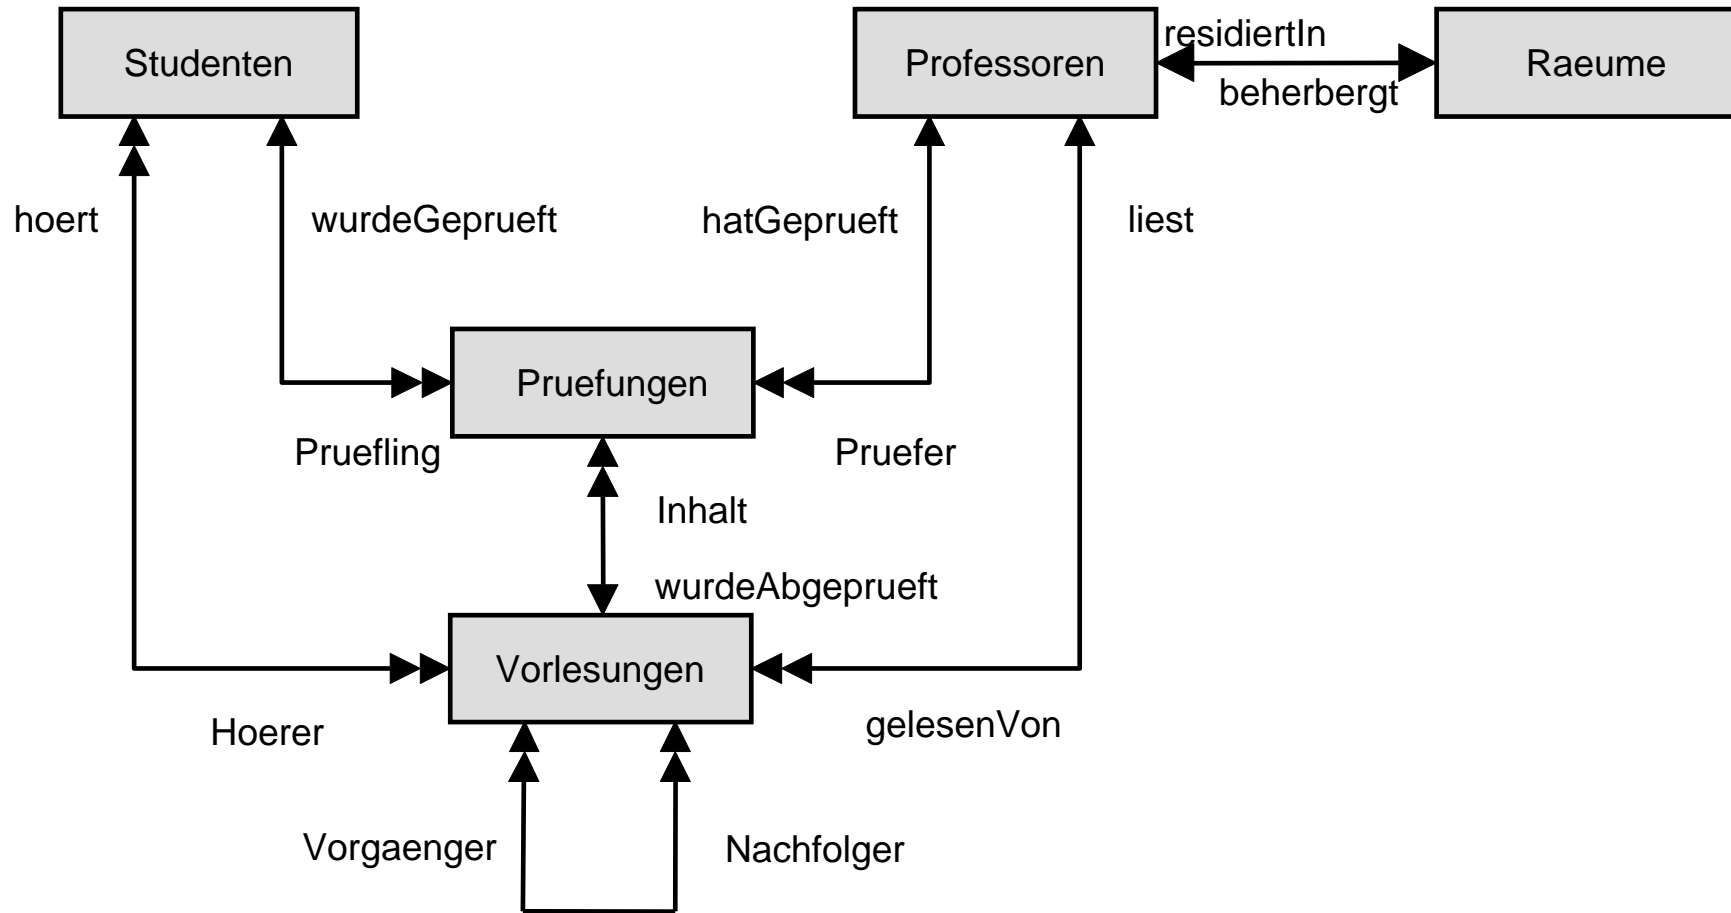 Studenten
Professoren
residiertIn
beherbergt
Raeume
hoert
wurdeGeprueft
hatGeprueft
liest
Pruefungen
Pruefling
Pruefer
Inhalt
wurdeAbgeprueft
Vorlesungen
Hoerer
gelesenVon
Vorgaenger
Nachfolger